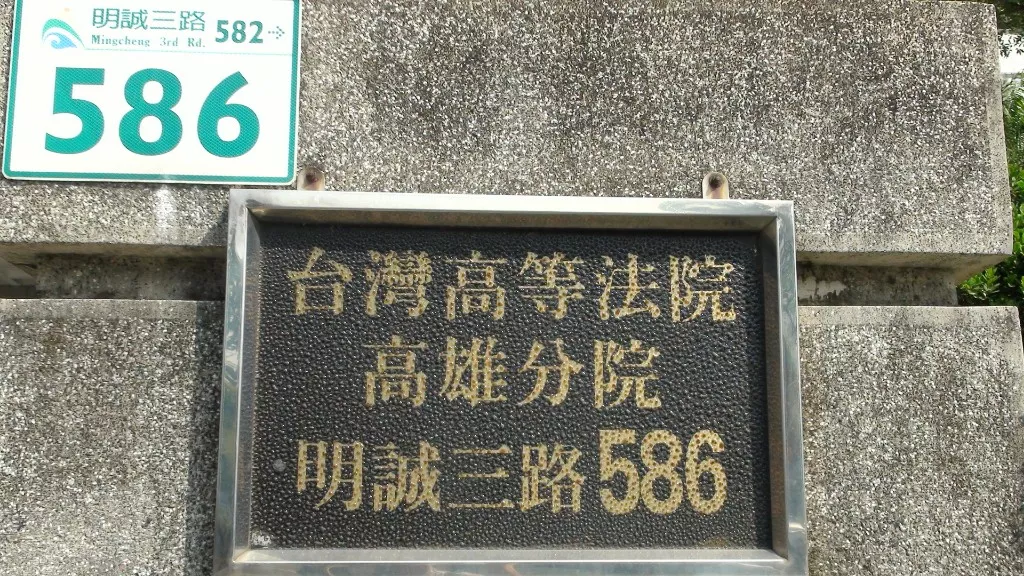 明誠三路 582
Mingcheng 3rd Rd.
586
台灣高等法院
高雄分院
明誠三路586